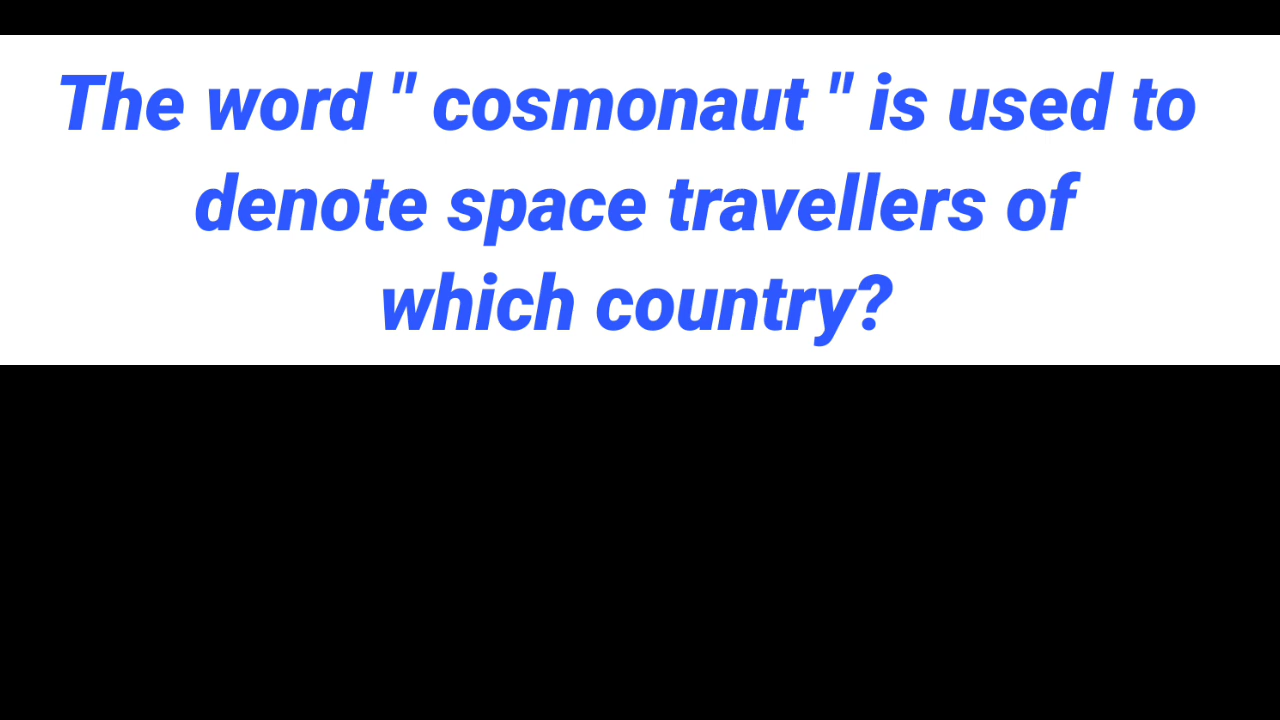 The word " cosmonaut " is used to
denote space travellers of
which country?